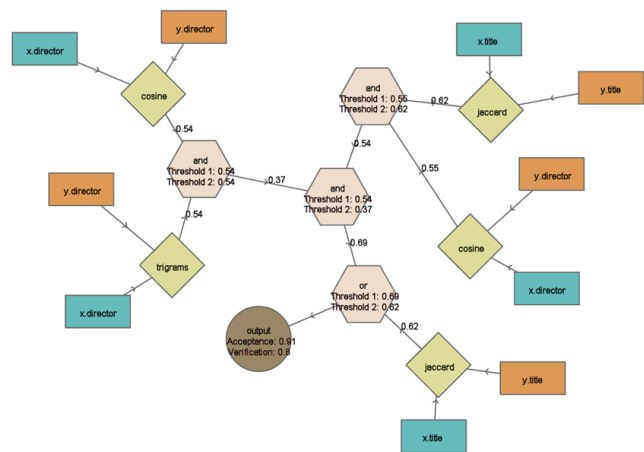 y.director
x.director
cosine
0.54
and
Threshold 1: 0.54
Threshold 2: 0.54
0.37
y.director
0.54
trigrams
x.director
and
Threshold 1: 0.55
Threshold 2: 0.62
0.62
x.title
jaccard
y.title
0.54
0.55
and
Threshold 1: 0.54
Threshold 2: 0.37
y.director
cosine
x.director
0.69
or
Threshold 1: 0.69
Threshold 2: 0.62
output
Acceptance: 0.91
Verification: 0.8
0.62
jaccard
y.title
x.title